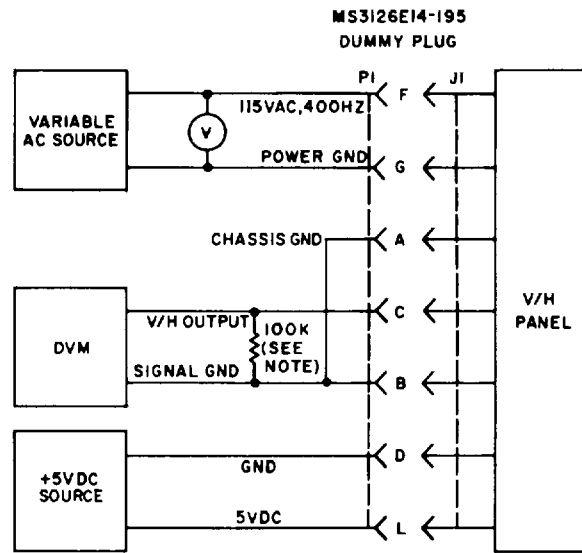 MS3126E14-19S
DUMMY PLUG
P1
J1
VARIABLE
AC SOURCE
V
115VAC, 400HZ
F
POWER GND
G
CHASSIS GND
A
DVM
V/H OUTPUT
C
100K
(SEE
NOTE)
SIGNAL GND
B
V/H
PANEL
+5VDC
SOURCE
GND
D
5VDC
L